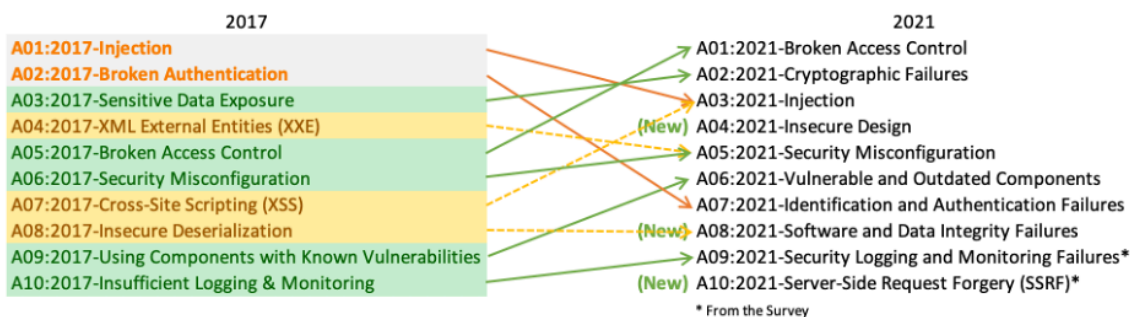 2017
A01:2017-Injection
A02:2017-Broken Authentication
A03:2017-Sensitive Data Exposure
A04:2017-XML External Entities (XXE)
A05:2017-Broken Access Control
A06:2017-Security Misconfiguration
A07:2017-Cross-Site Scripting (XSS)
A08:2017-Insecure Deserialization
A09:2017-Using Components with Known Vulnerabilities
A10:2017-Insufficient Logging & Monitoring
2021
A01:2021-Broken Access Control
A02:2021-Cryptographic Failures
A03:2021-Injection
(New) A04:2021-Insecure Design
A05:2021-Security Misconfiguration
A06:2021-Vulnerable and Outdated Components
A07:2021-Identification and Authentication Failures
(New) A08:2021-Software and Data Integrity Failures
A09:2021-Security Logging and Monitoring Failures*
(New) A10:2021-Server-Side Request Forgery (SSRF)*
* From the Survey